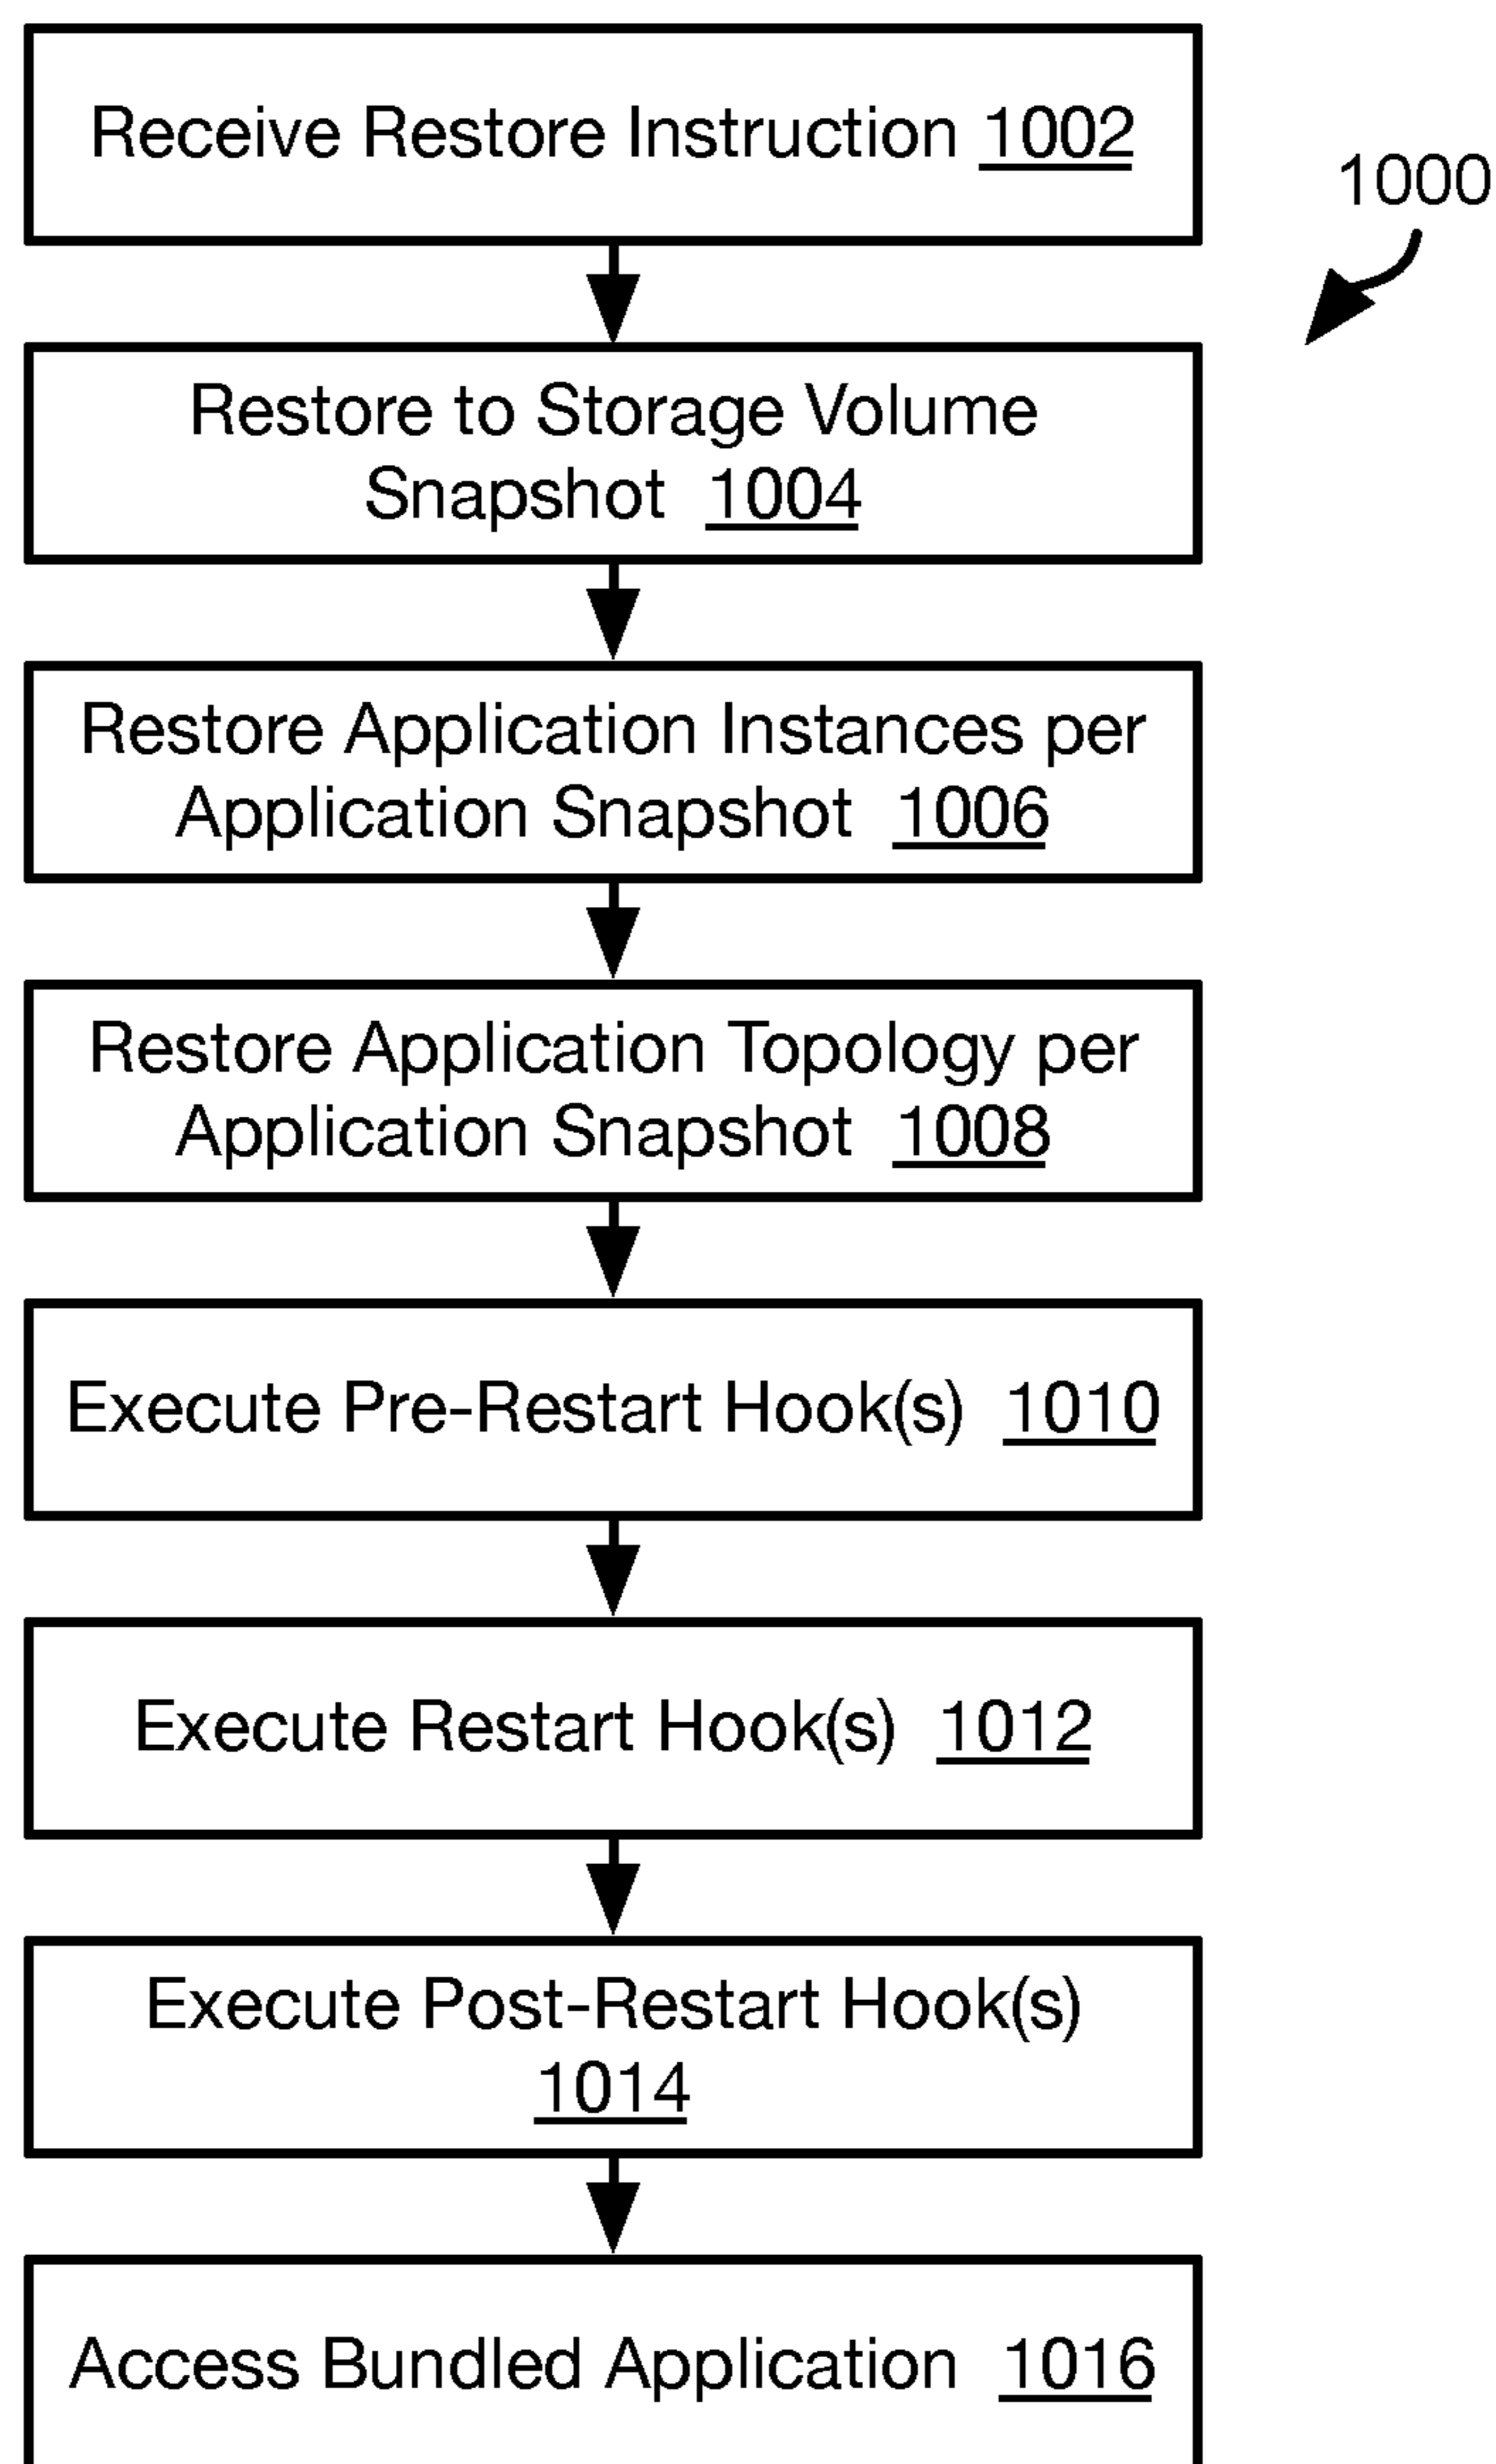 Receive Restore Instruction 1002
1000
Restore to Storage Volume
Snapshot 1004
Restore Application Instances per
Application Snapshot 1006
Restore Application Topology per
Application Snapshot 1008
Execute Pre-Restart Hook(s) 1010
Execute Restart Hook(s) 1012
Execute Post-Restart Hook(s)
1014
Access Bundled Application 1016